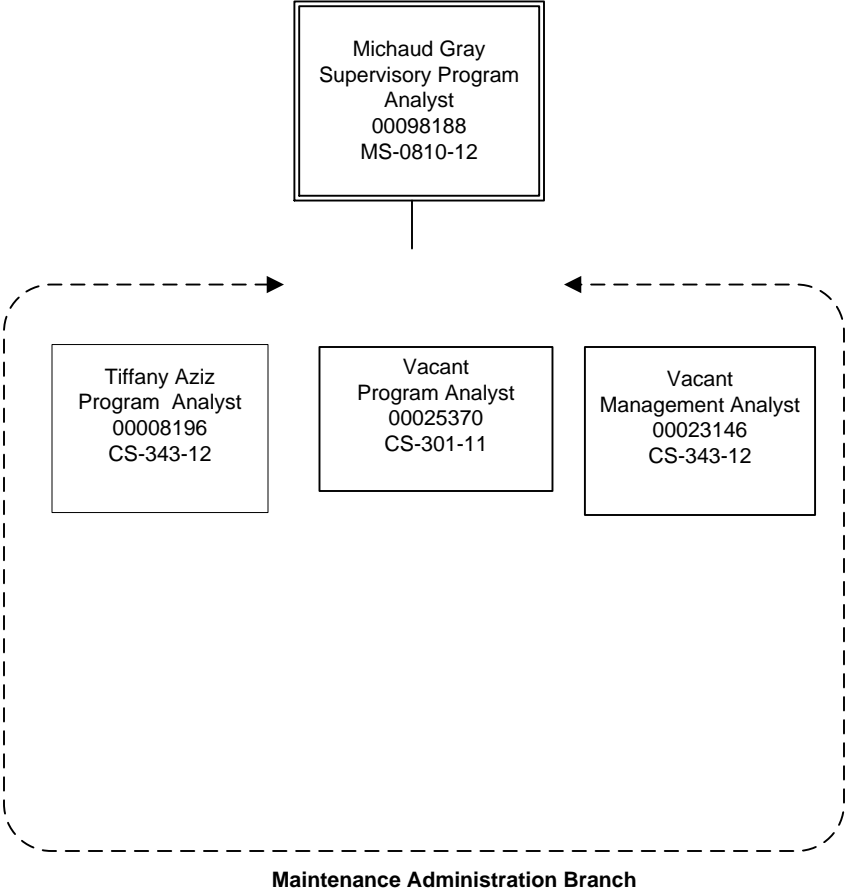 Michaud Gray
Supervisory Program
Analyst
00098188
MS-0810-12
Tiffany Aziz
Program Analyst
00008196
CS-343-12
Vacant
Program Analyst
00025370
CS-301-11
Vacant
Management Analyst
00023146
CS-343-12
Maintenance Administration Branch